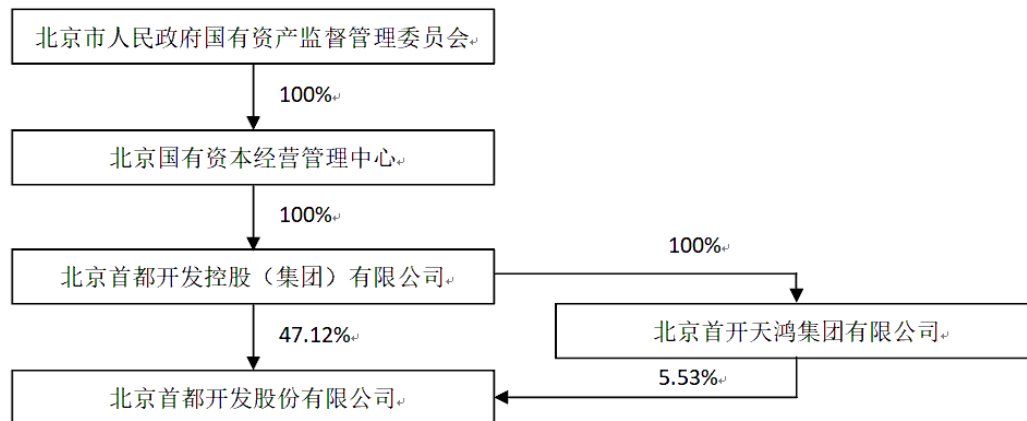 北京市人民政府国有资产监督管理委员会
100%
北京国有资本经营管理中心
100%
北京首都开发控股（集团）有限公司
100%
47.12%
北京首开天鸿集团有限公司
5.53%
北京首都开发股份有限公司